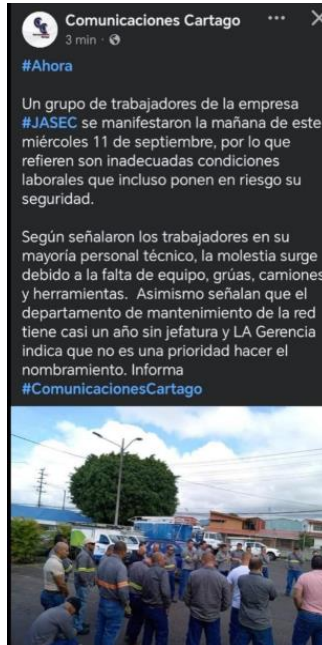 Comunicaciones Cartago
3 min
#Ahora
Un grupo de trabajadores de la empresa
#JASEC se manifestaron la mañana de este
miércoles 11 de septiembre, por lo que
refieren son inadecuadas condiciones
laborales que incluso ponen en riesgo su
seguridad.
Según señalaron los trabajadores en su
mayoría personal técnico, la molestia surge
debido a la falta de equipo, grúas, camiones
y herramientas. Asimismo señalan que el
departamento de mantenimiento de la red
tiene casi un año sin jefatura y LA Gerencia
indica que no es una prioridad hacer el
nombramiento. Informa
#ComunicacionesCartago